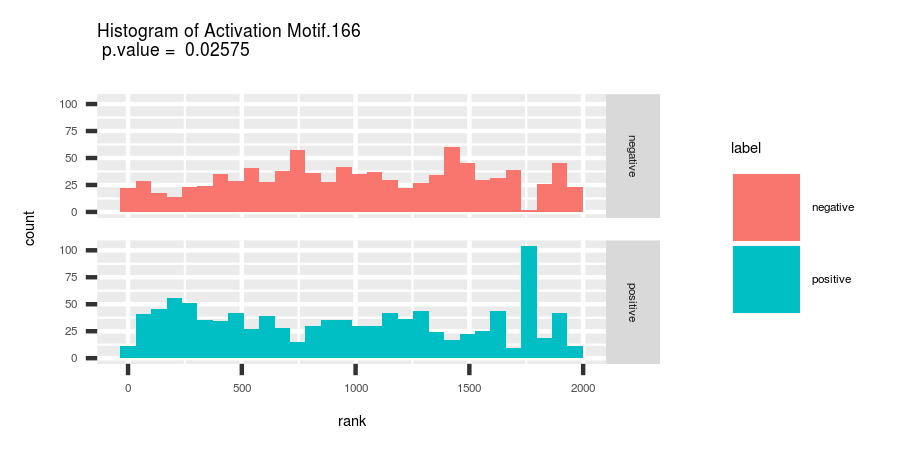 Histogram of Activation Motif.166
p.value = 0.02575
count
100
75
50
25
0
negative
100
75
50
25
0
positive
0 500 1000 1500 2000
rank
label
negative
positive